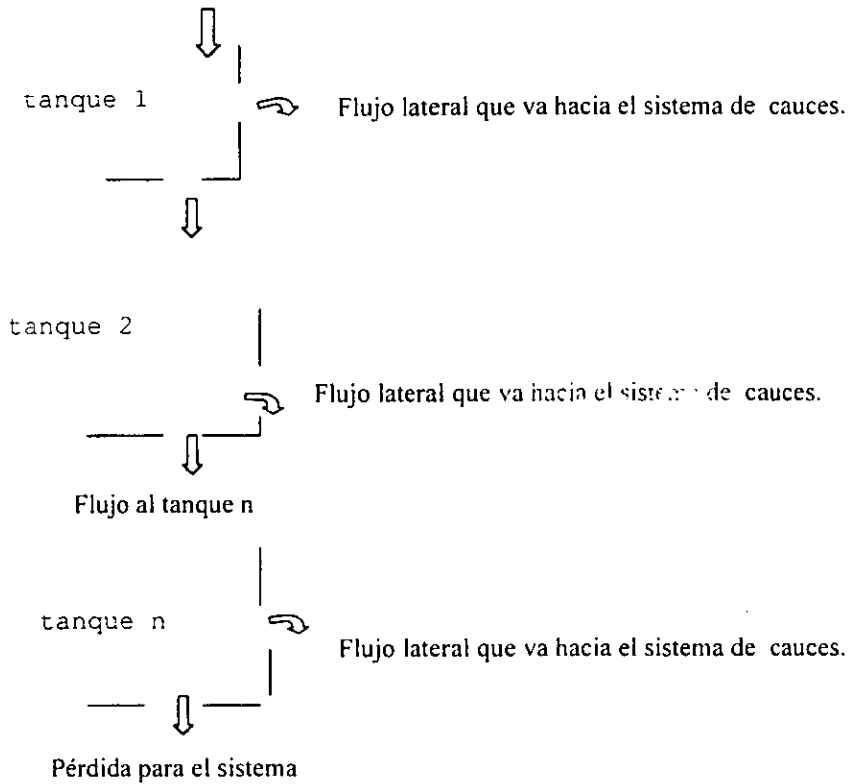 tanque 1
Flujo lateral que va hacia el sistema de cauces.
tanque 2
Flujo lateral que va hacia el de cauces.
Flujo al tanque n
tanque n
Flujo lateral que va hacia el sistema de cauces.
Pérdida para el sistema